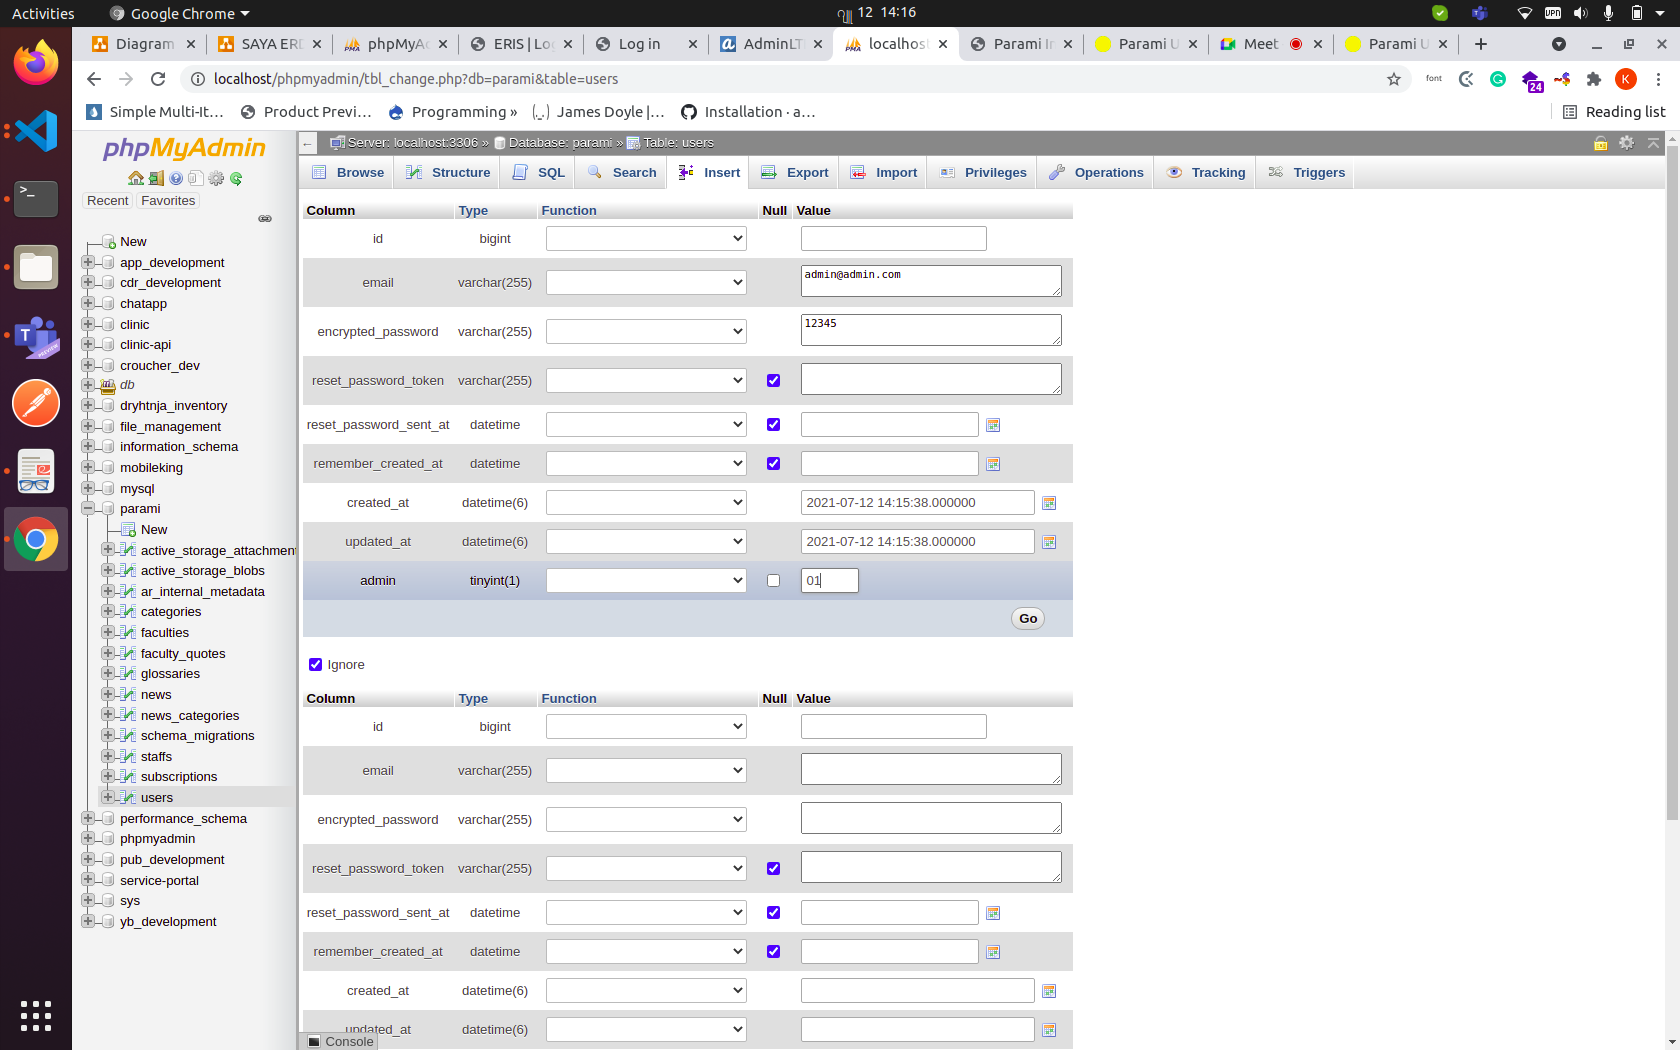 Activities Google Chrome 12 14:16 VPN
Diagram SAYA ERD phpMyAd ERIS | Log Log in AdminLTE localhost Parami In Parami U Meet Parami U
localhost/phpmyadmin/tbl_change.php?db=parami&table=users font 24 K
Simple Multi-It… Product Previ… Programming » James Doyle |… Installation · a… Reading list
phpMyAdmin
Recent Favorites
New
app_development
cdr_development
chatapp
clinic
clinic-api
croucher_dev
db
dryhtnja_inventory
file_management
information_schema
mobileking
mysql
parami
New
active_storage_attachment
active_storage_blobs
ar_internal_metadata
categories
faculties
faculty_quotes
glossaries
news
news_categories
schema_migrations
staffs
subscriptions
users
performance_schema
phpmyadmin
pub_development
service-portal
sys
yb_development
Server: localhost:3306 » Database: parami » Table: users
Browse Structure SQL Search Insert Export Import Privileges Operations Tracking Triggers
Column Type Function Null Value
id bigint
email varchar(255) admin@admin.com
encrypted_password varchar(255) 12345
reset_password_token varchar(255)
reset_password_sent_at datetime
remember_created_at datetime
created_at datetime(6) 2021-07-12 14:15:38.000000
updated_at datetime(6) 2021-07-12 14:15:38.000000
admin tinyint(1) 01
Go
Ignore
Column Type Function Null Value
id bigint
email varchar(255)
encrypted_password varchar(255)
reset_password_token varchar(255)
reset_password_sent_at datetime
remember_created_at datetime
created_at datetime(6)
updated_at datetime(6)
Console